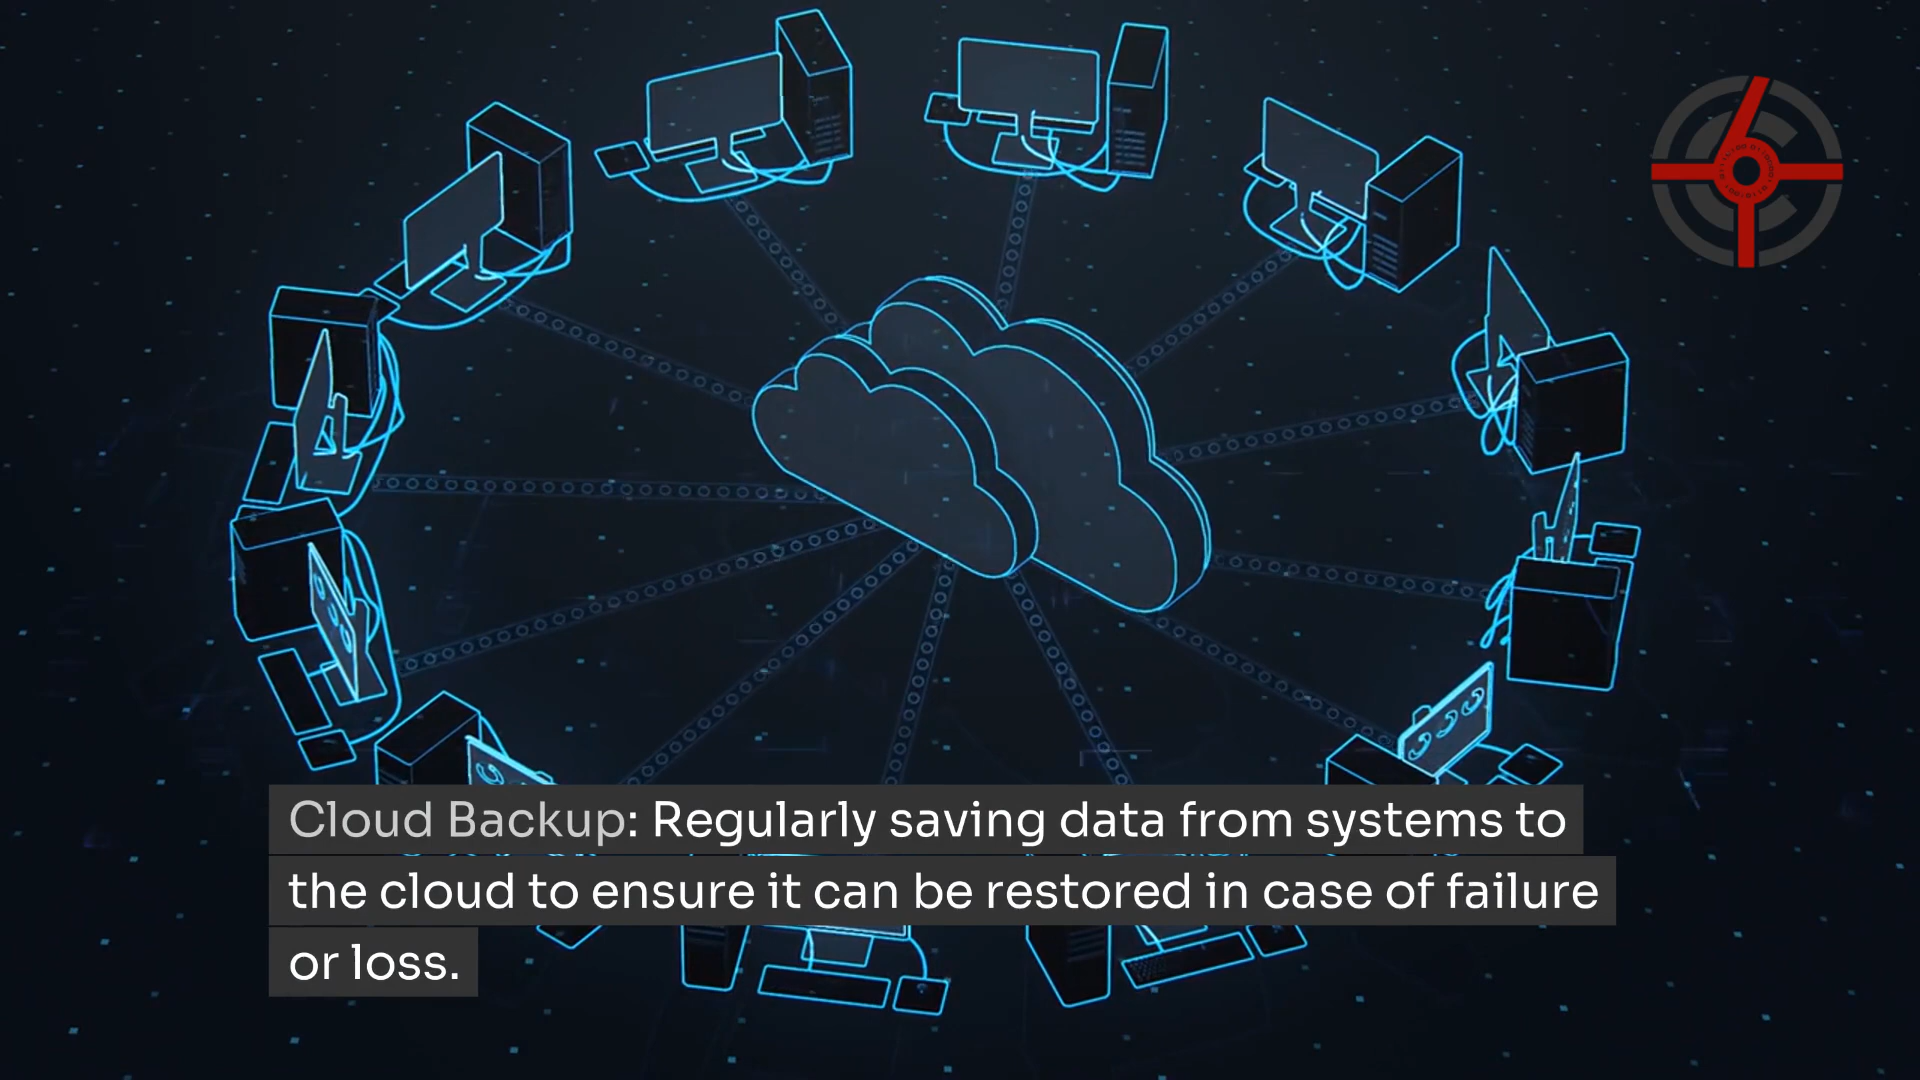 Cloud Backup: Regularly saving data from systems to
the cloud to ensure it can be restored in case of failure
or loss.